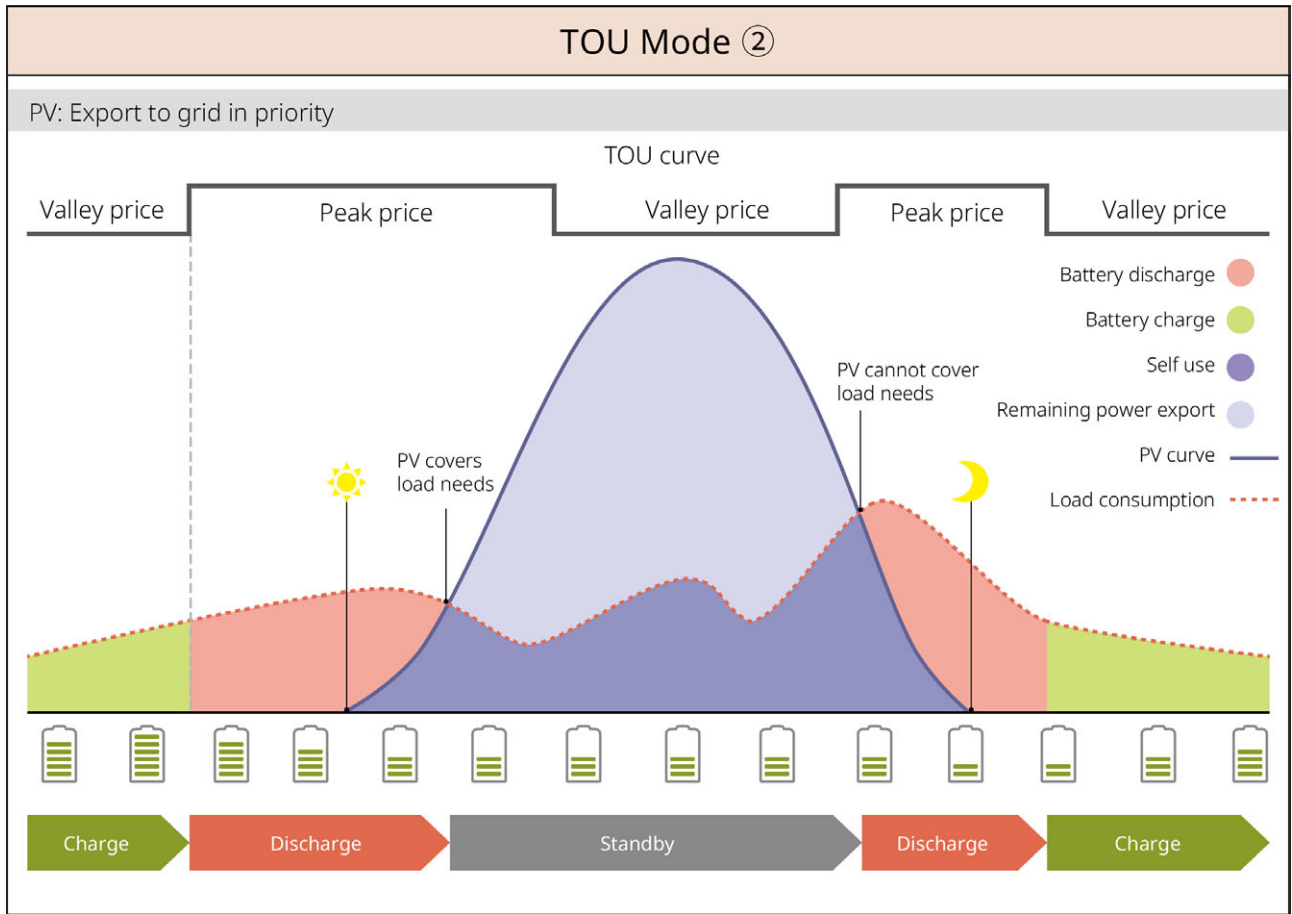 TOU Mode ②
PV: Export to grid in priority
TOU curve
Valley price
Peak price
Valley price
Peak price
Valley price
Battery discharge
Battery charge
Self use
Remaining power export
PV curve
Load consumption
PV covers
load needs
PV cannot cover
load needs
Charge
Discharge
Standby
Discharge
Charge